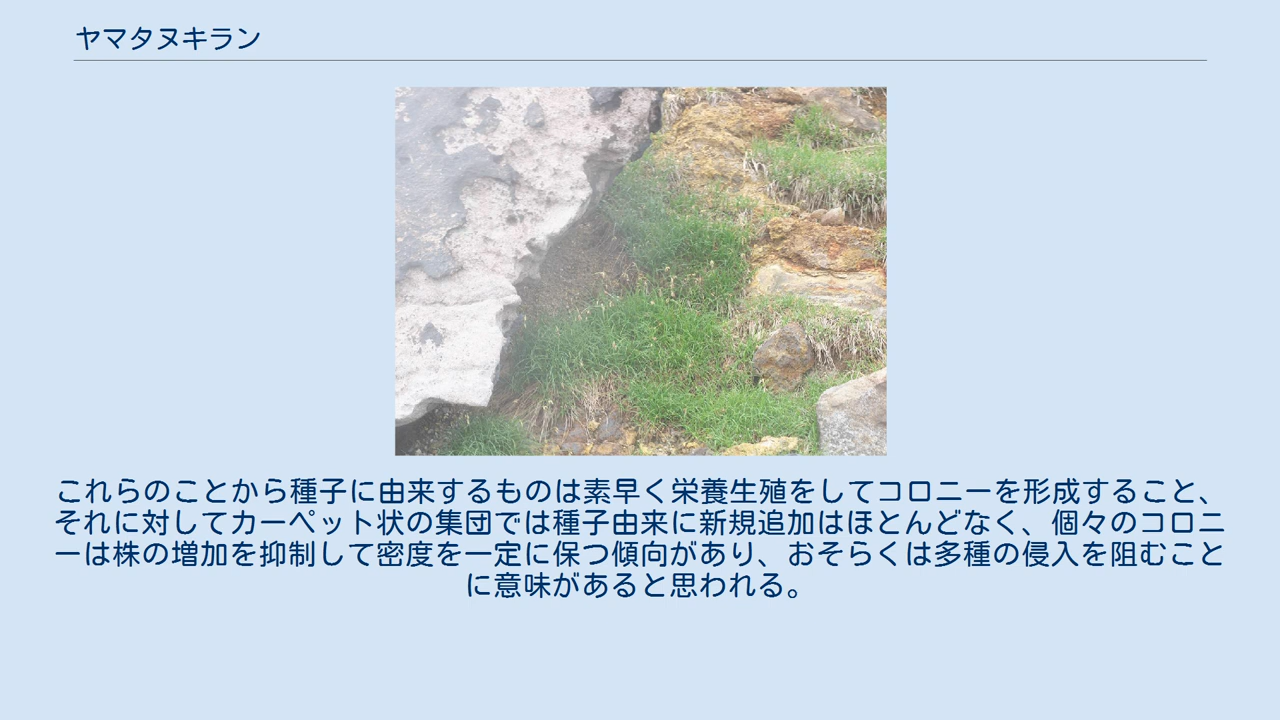 ヤマタヌキラン
これらのことから種子に由来するものは素早く栄養生殖をしてコロニーを形成すること、
それに対してカーペット状の集団では種子由来に新規追加はほとんどなく、個々のコロニ
ーは株の増加を抑制して密度を一定に保つ傾向があり、おそらくは多種の侵入を阻むこと
に意味があると思われる。